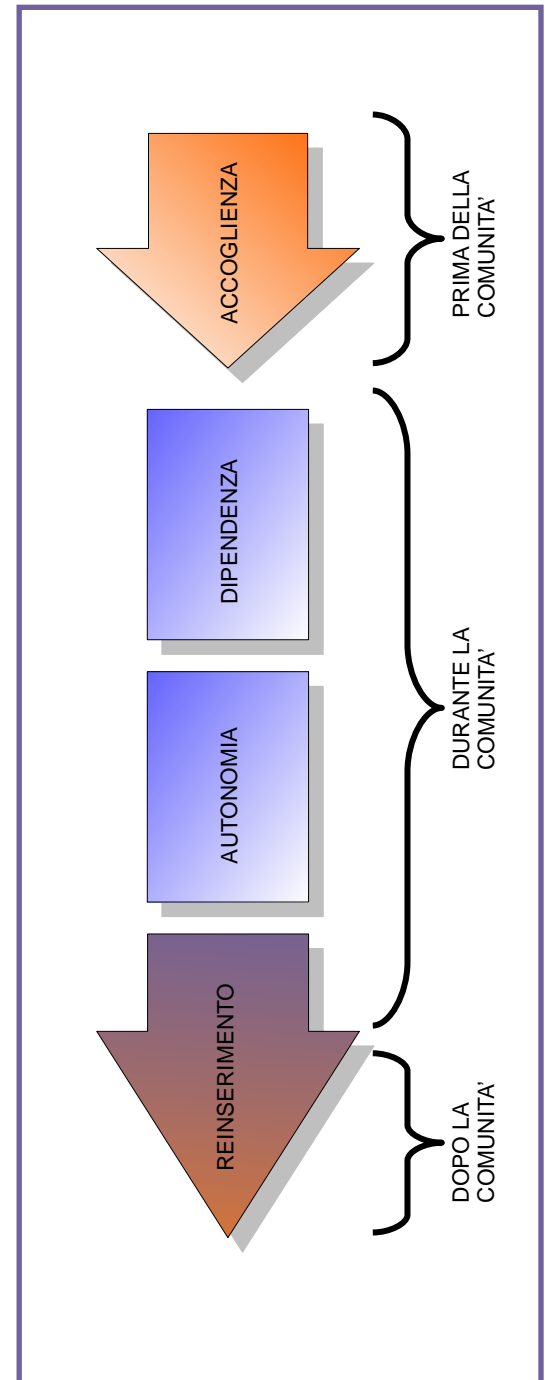 ACCOGLIENZA
DIPENDENZA
AUTONOMIA
REINSERIMENTO
PRIMA DELLA
COMUNITA’
DURANTE LA
COMUNITA’
DOPO LA
COMUNITA’